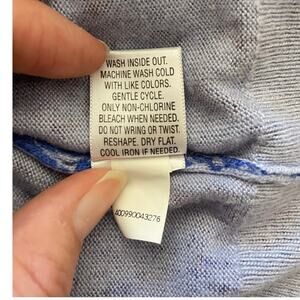 WASH INSIDE OUT.
MACHINE WASH COLD
WITH LIKE COLORS.
GENTLE CYCLE.
ONLY NON-CHLORINE
BLEACH WHEN NEEDED.
DO NOT WRING OR TWIST.
RESHAPE. DRY FLAT.
COOL IRON IF NEEDED.
400990043276